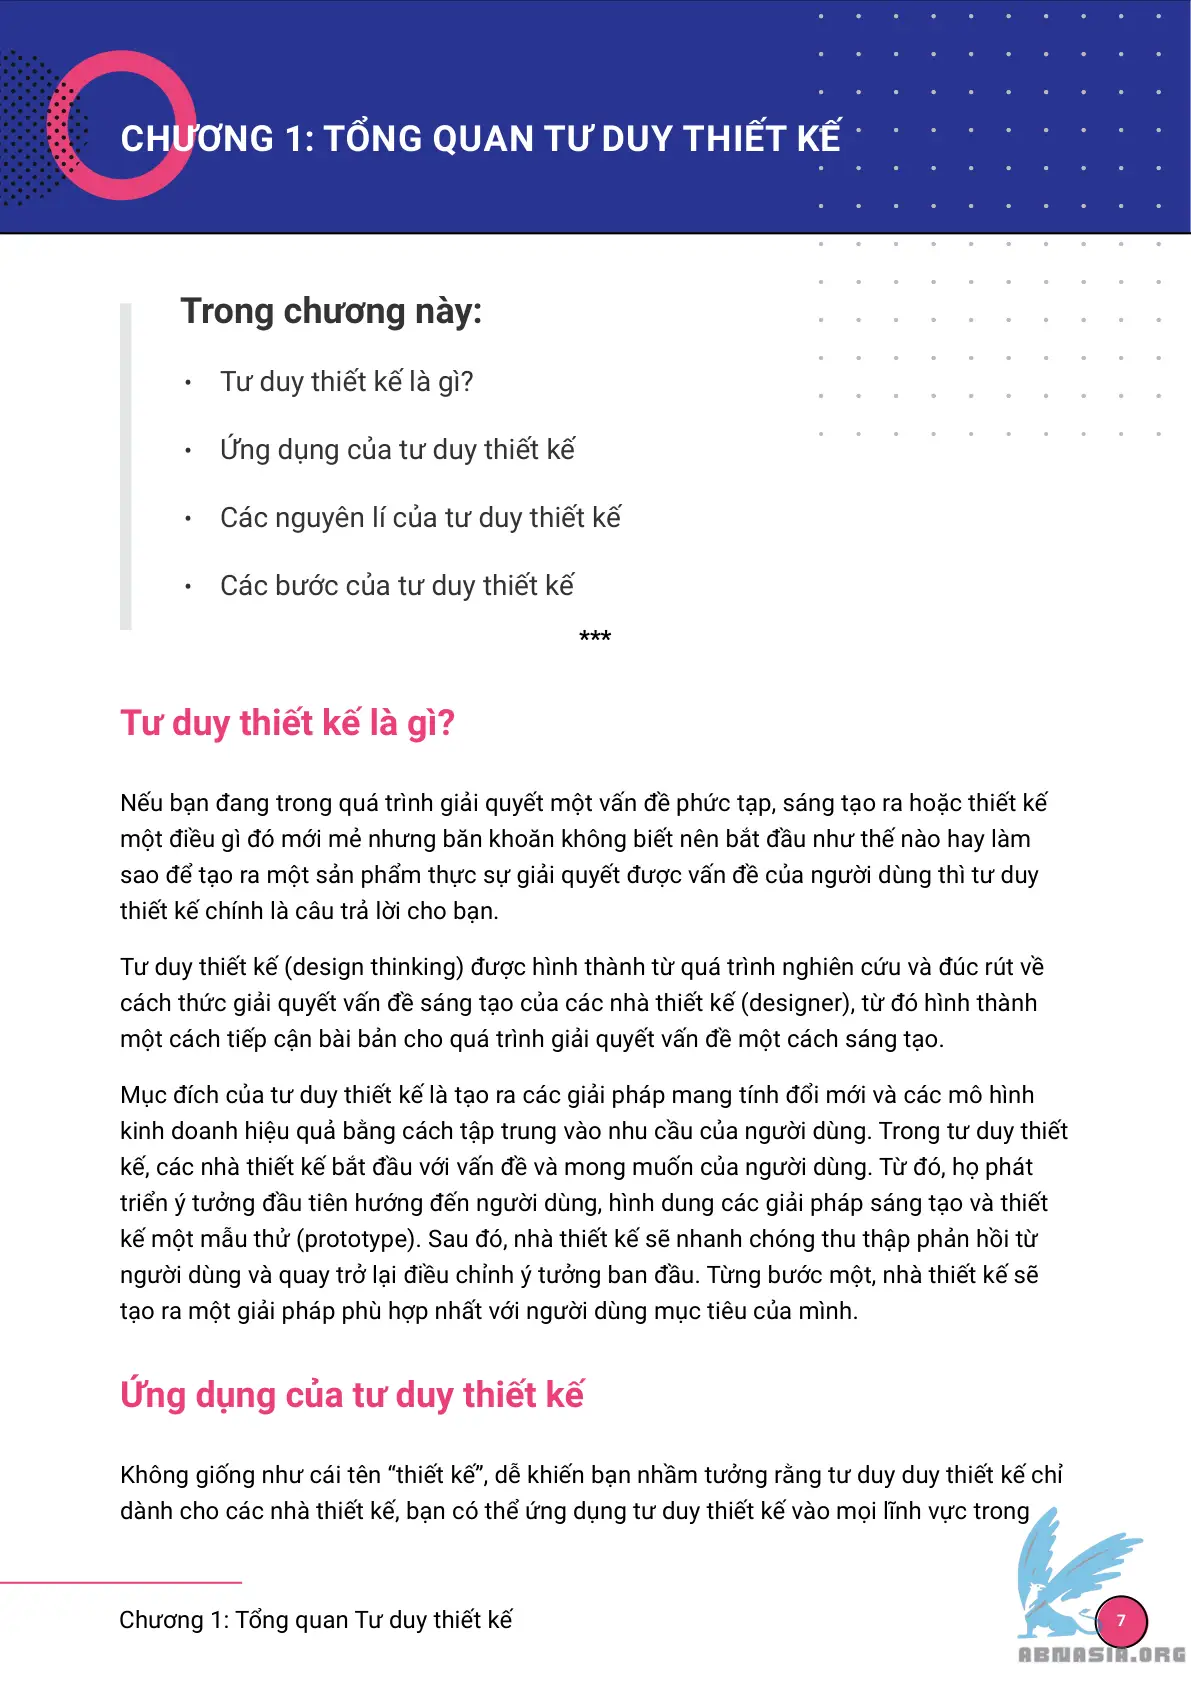 CHƯƠNG 1: TỔNG QUAN TƯ DUY THIẾT KẾ
Trong chương này:
• Tư duy thiết kế là gì?
• Ứng dụng của tư duy thiết kế
• Các nguyên lí của tư duy thiết kế
• Các bước của tư duy thiết kế
***
Tư duy thiết kế là gì?
Nếu bạn đang trong quá trình giải quyết một vấn đề phức tạp, sáng tạo ra hoặc thiết kế
một điều gì đó mới mẻ nhưng băn khoăn không biết nên bắt đầu như thế nào hay làm
sao để tạo ra một sản phẩm thực sự giải quyết được vấn đề của người dùng thì tư duy
thiết kế chính là câu trả lời cho bạn.
Tư duy thiết kế (design thinking) được hình thành từ quá trình nghiên cứu và đúc rút về
cách thức giải quyết vấn đề sáng tạo của các nhà thiết kế (designer), từ đó hình thành
một cách tiếp cận bài bản cho quá trình giải quyết vấn đề một cách sáng tạo.
Mục đích của tư duy thiết kế là tạo ra các giải pháp mang tính đổi mới và các mô hình
kinh doanh hiệu quả bằng cách tập trung vào nhu cầu của người dùng. Trong tư duy thiết
kế, các nhà thiết kế bắt đầu với vấn đề và mong muốn của người dùng. Từ đó, họ phát
triển ý tưởng đầu tiên hướng đến người dùng, hình dung các giải pháp sáng tạo và thiết
kế một mẫu thử (prototype). Sau đó, nhà thiết kế sẽ nhanh chóng thu thập phản hồi từ
người dùng và quay trở lại điều chỉnh ý tưởng ban đầu. Từng bước một, nhà thiết kế sẽ
tạo ra một giải pháp phù hợp nhất với người dùng mục tiêu của mình.
Ứng dụng của tư duy thiết kế
Không giống như cái tên “thiết kế”, dễ khiến bạn nhầm tưởng rằng tư duy duy thiết kế chỉ
dành cho các nhà thiết kế, bạn có thể ứng dụng tư duy thiết kế vào mọi lĩnh vực trong
Chương 1: Tổng quan Tư duy thiết kế
7
ABNASIA.ORG